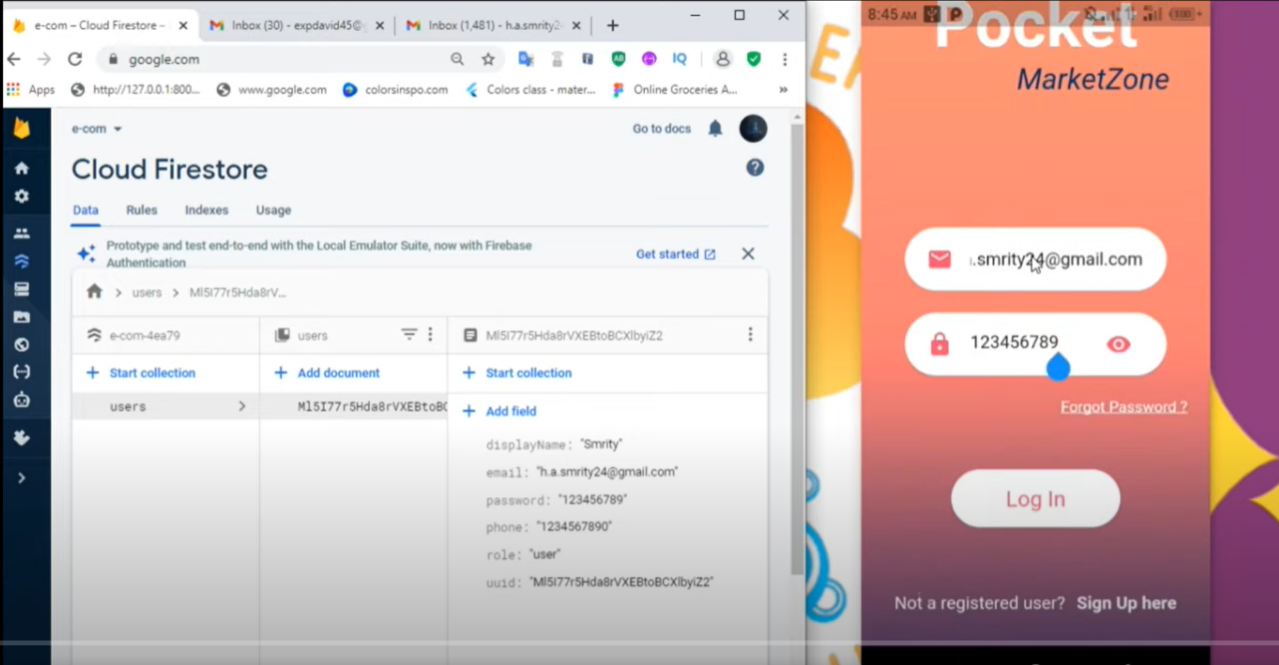 e-com – Cloud Firestore –
Inbox (30) - expdavid45@
Inbox (1,481) - h.a.smrity2
google.com
Apps
http://127.0.0.1:800...
www.google.com
colorsinspo.com
Colors class - mater...
Online Groceries A...
»
e-com
Go to docs
Cloud Firestore
Data
Rules
Indexes
Usage
Prototype and test end-to-end with the Local Emulator Suite, now with Firebase
Authentication
Get started
users
Ml5I77r5Hda8rV...
e-com-4ea79
users
Ml5I77r5Hda8rVXEBtoBCXlbyiZ2
+ Start collection
+ Add document
+ Start collection
users
Ml5I77r5Hda8rVXEBtoBC
+ Add field
displayName: "Smrity"
email: "h.a.smrity24@gmail.com"
password: "123456789"
phone: "1234567890"
role: "user"
uuid: "Ml5I77r5Hda8rVXEBtoBCXlbyiZ2"
8:45 AM
Pocket
MarketZone
.smrity24@gmail.com
123456789
Forgot Password ?
Log In
Not a registered user? Sign Up here